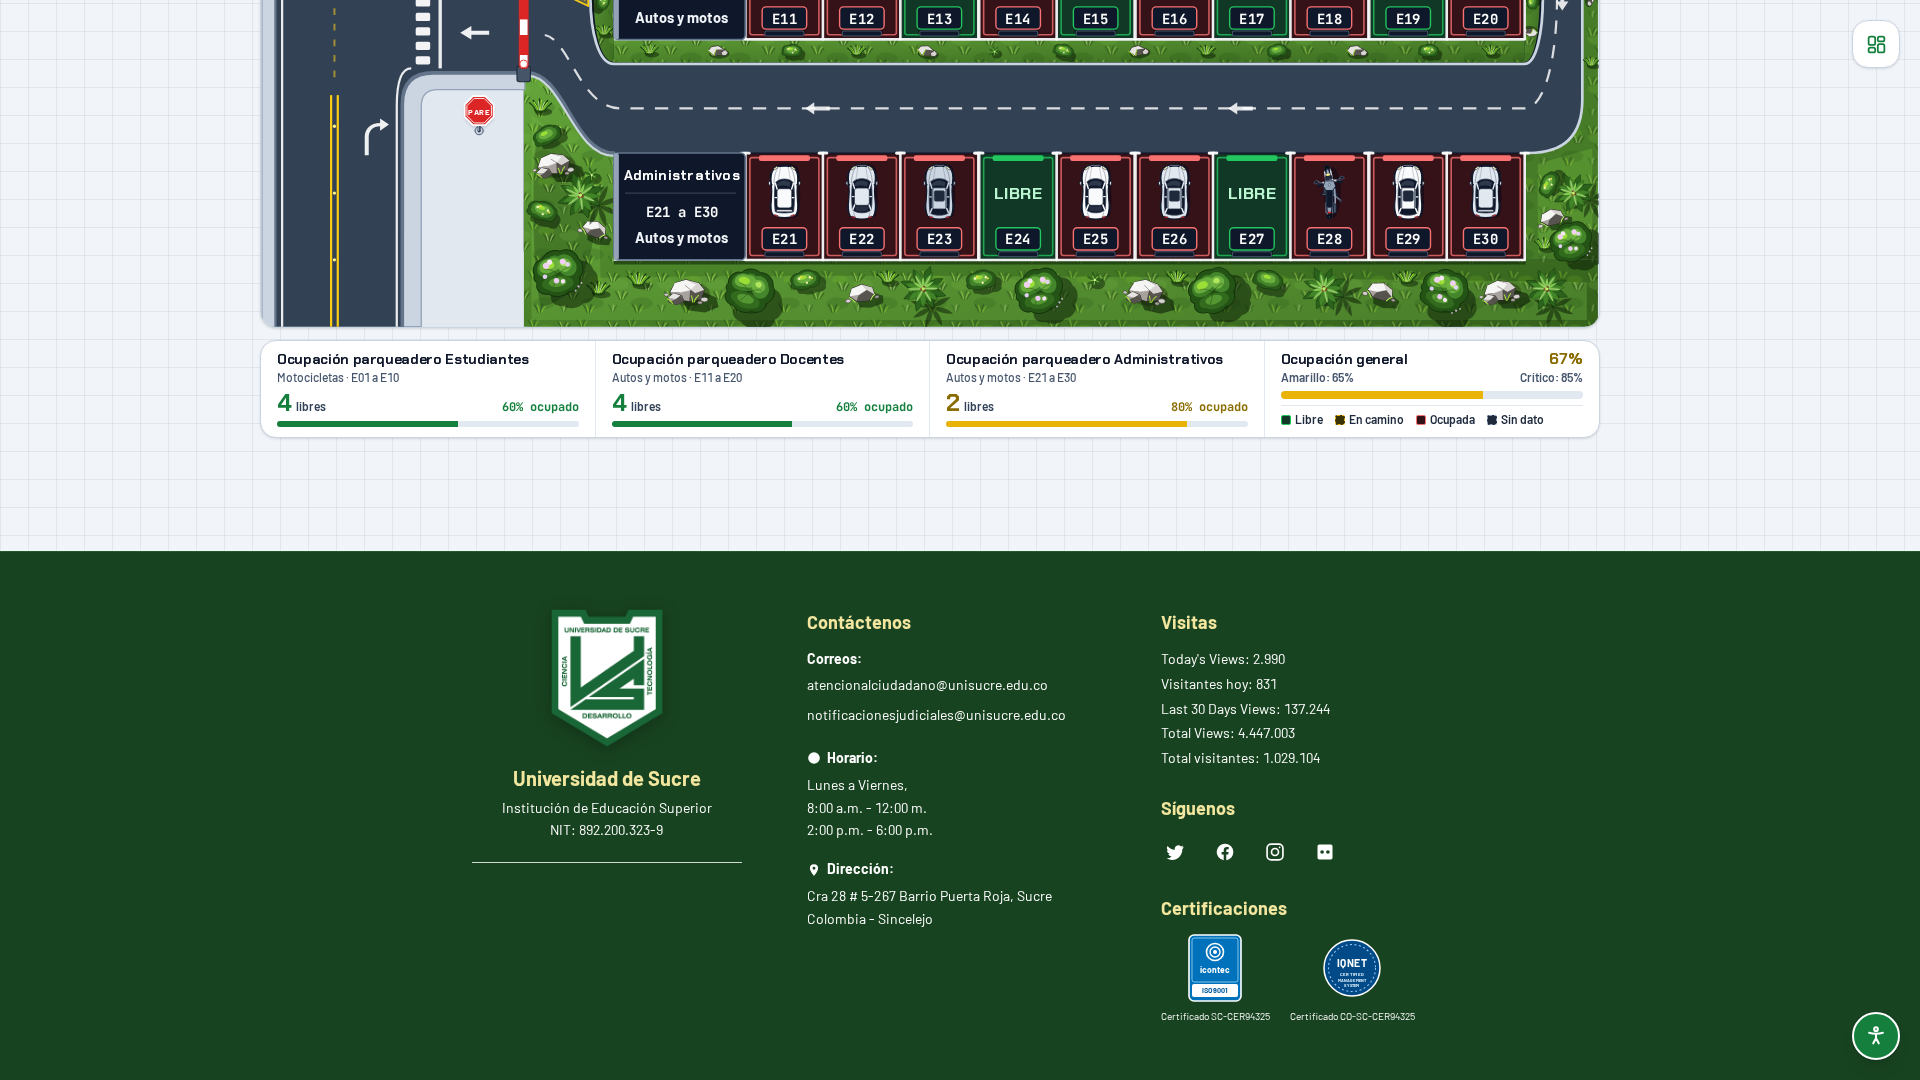 Autos y motos
E11 E12 E13 E14 E15 E16 E17 E18 E19 E20
PARE
Administrativos
E21 a E30
Autos y motos
LIBRE
LIBRE
E21 E22 E23 E24 E25 E26 E27 E28 E29 E30
Ocupación parqueadero Estudiantes
Motocicletas · E01 a E10
4 libres
60% ocupado
Ocupación parqueadero Docentes
Autos y motos · E11 a E20
4 libres
60% ocupado
Ocupación parqueadero Administrativos
Autos y motos · E21 a E30
2 libres
80% ocupado
Ocupación general
67%
Amarillo: 65%
Crítico: 85%
Libre
En camino
Ocupada
Sin dato
UNIVERSIDAD DE SUCRE
CIENCIA
TECNOLOGÍA
DESARROLLO
Universidad de Sucre
Institución de Educación Superior
NIT: 892.200.323-9
Contáctenos
Correos:
atencionalciudadano@unisucre.edu.co
notificacionesjudiciales@unisucre.edu.co
Horario:
Lunes a Viernes,
8:00 a.m. - 12:00 m.
2:00 p.m. - 6:00 p.m.
Dirección:
Cra 28 # 5-267 Barrio Puerta Roja, Sucre
Colombia - Sincelejo
Visitas
Today's Views: 2.990
Visitantes hoy: 831
Last 30 Days Views: 137.244
Total Views: 4.447.003
Total visitantes: 1.029.104
Síguenos
Certificaciones
icontec
ISO 9001
Certificado SC-CER94325
IQNET
CERTIFIED
MANAGEMENT
SYSTEM
Certificado CO-SC-CER94325